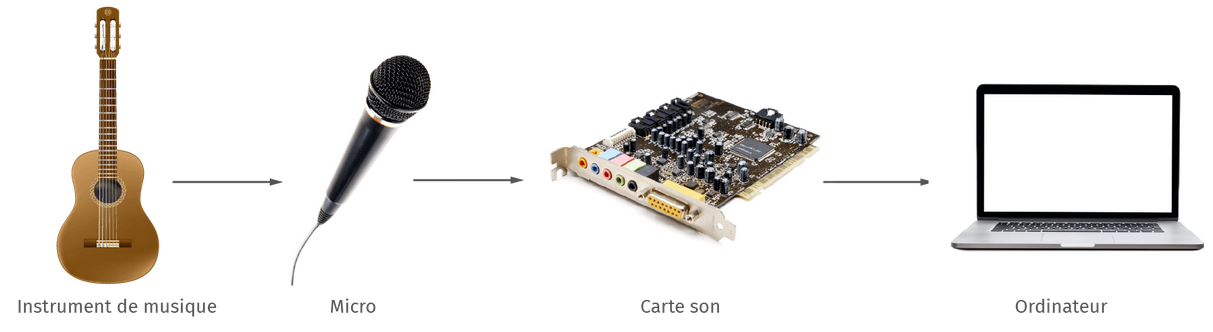 Instrument de musique
Micro
Carte son
Ordinateur